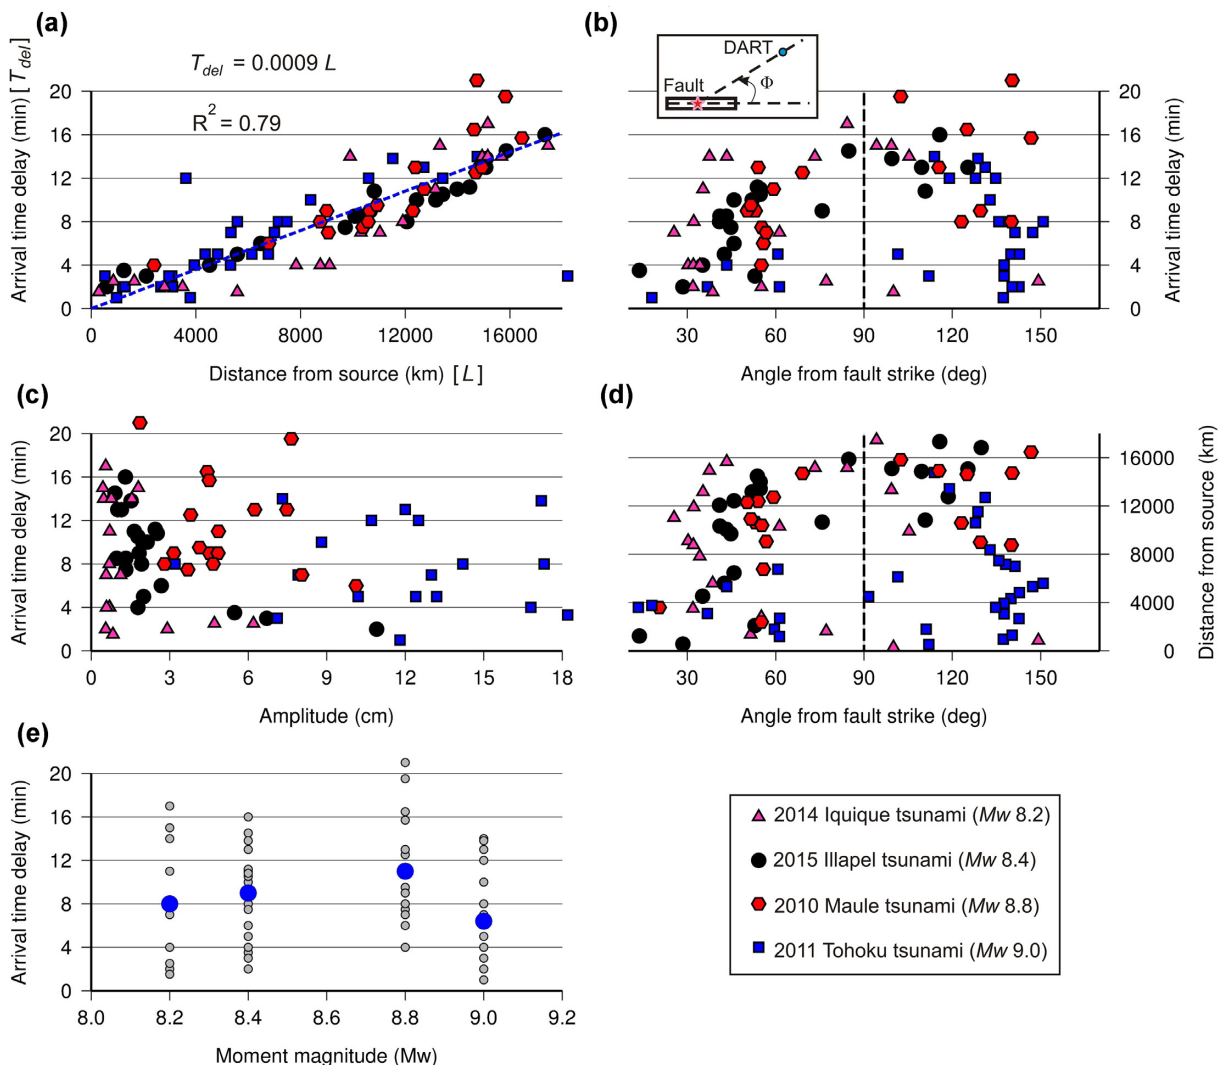 (a)
T_del = 0.0009 L
R² = 0.79
Arrival time delay (min) [T_del]
20
16
12
8
4
0
0 4000 8000 12000 16000
Distance from source (km) [L]
(b)
DART
Fault
Φ
20
16
12
8
4
0
Arrival time delay (min)
30 60 90 120 150
Angle from fault strike (deg)
(c)
Arrival time delay (min)
20
16
12
8
4
0
0 3 6 9 12 15 18
Amplitude (cm)
(d)
16000
12000
8000
4000
0
Distance from source (km)
30 60 90 120 150
Angle from fault strike (deg)
(e)
Arrival time delay (min)
20
16
12
8
4
0
8.0 8.2 8.4 8.6 8.8 9.0 9.2
Moment magnitude (Mw)
2014 Iquique tsunami (Mw 8.2)
2015 Illapel tsunami (Mw 8.4)
2010 Maule tsunami (Mw 8.8)
2011 Tohoku tsunami (Mw 9.0)